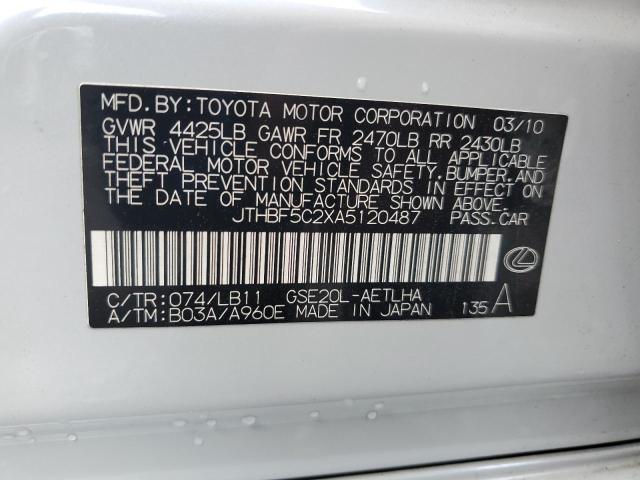 MFD. BY: TOYOTA MOTOR CORPORATION 03/10
GVWR 4425LB GAWR FR 2470LB RR 2430LB
THIS VEHICLE CONFORMS TO ALL APPLICABLE
FEDERAL MOTOR VEHICLE SAFETY, BUMPER, AND
THEFT PREVENTION STANDARDS IN EFFECT ON
THE DATE OF MANUFACTURE SHOWN ABOVE.
JTHBF5C2XA5120487 PASS. CAR
C/TR: 074/LB11 GSE20L-AETLHA
A/TM: B03A/A960E MADE IN JAPAN 135 A